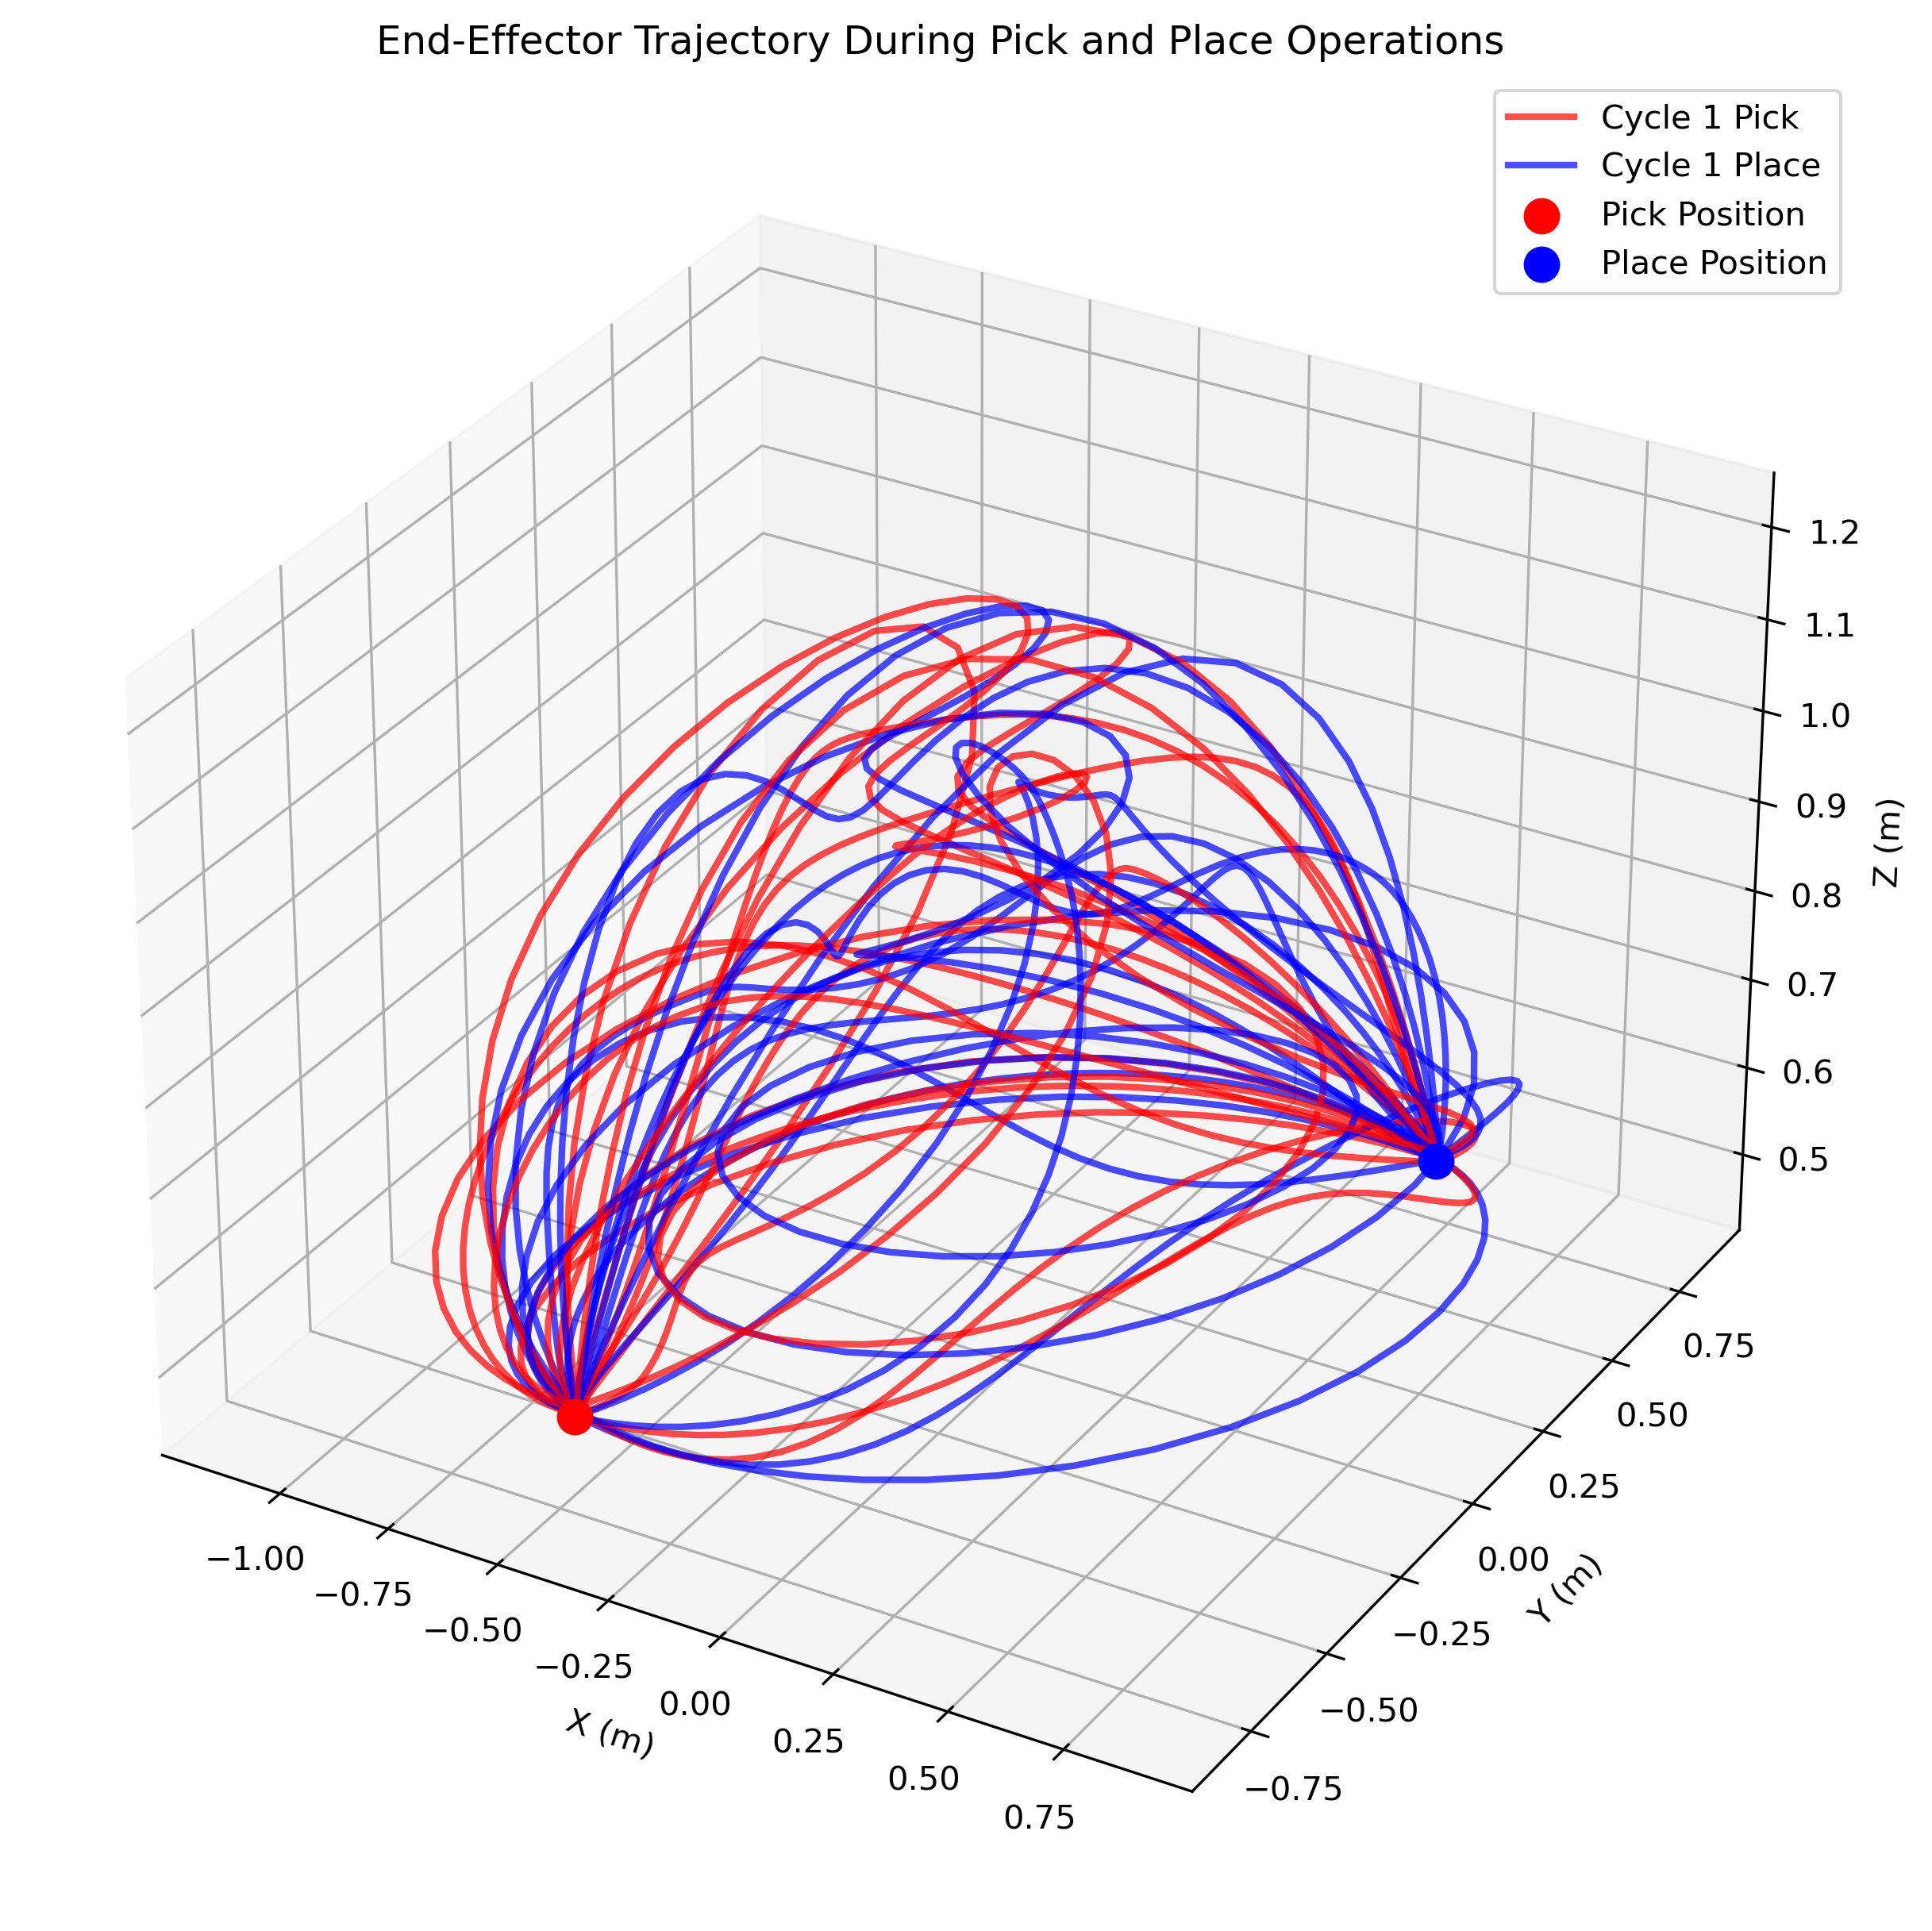 End-Effector Trajectory During Pick and Place Operations
Cycle 1 Pick
Cycle 1 Place
Pick Position
Place Position
1.2
1.1
1.0
0.9
0.8
0.7
0.6
0.5
Z (m)
0.75
0.50
0.25
0.00
−0.25
−0.50
−0.75
Y (m)
−1.00
−0.75
−0.50
−0.25
0.00
0.25
0.50
0.75
X (m)